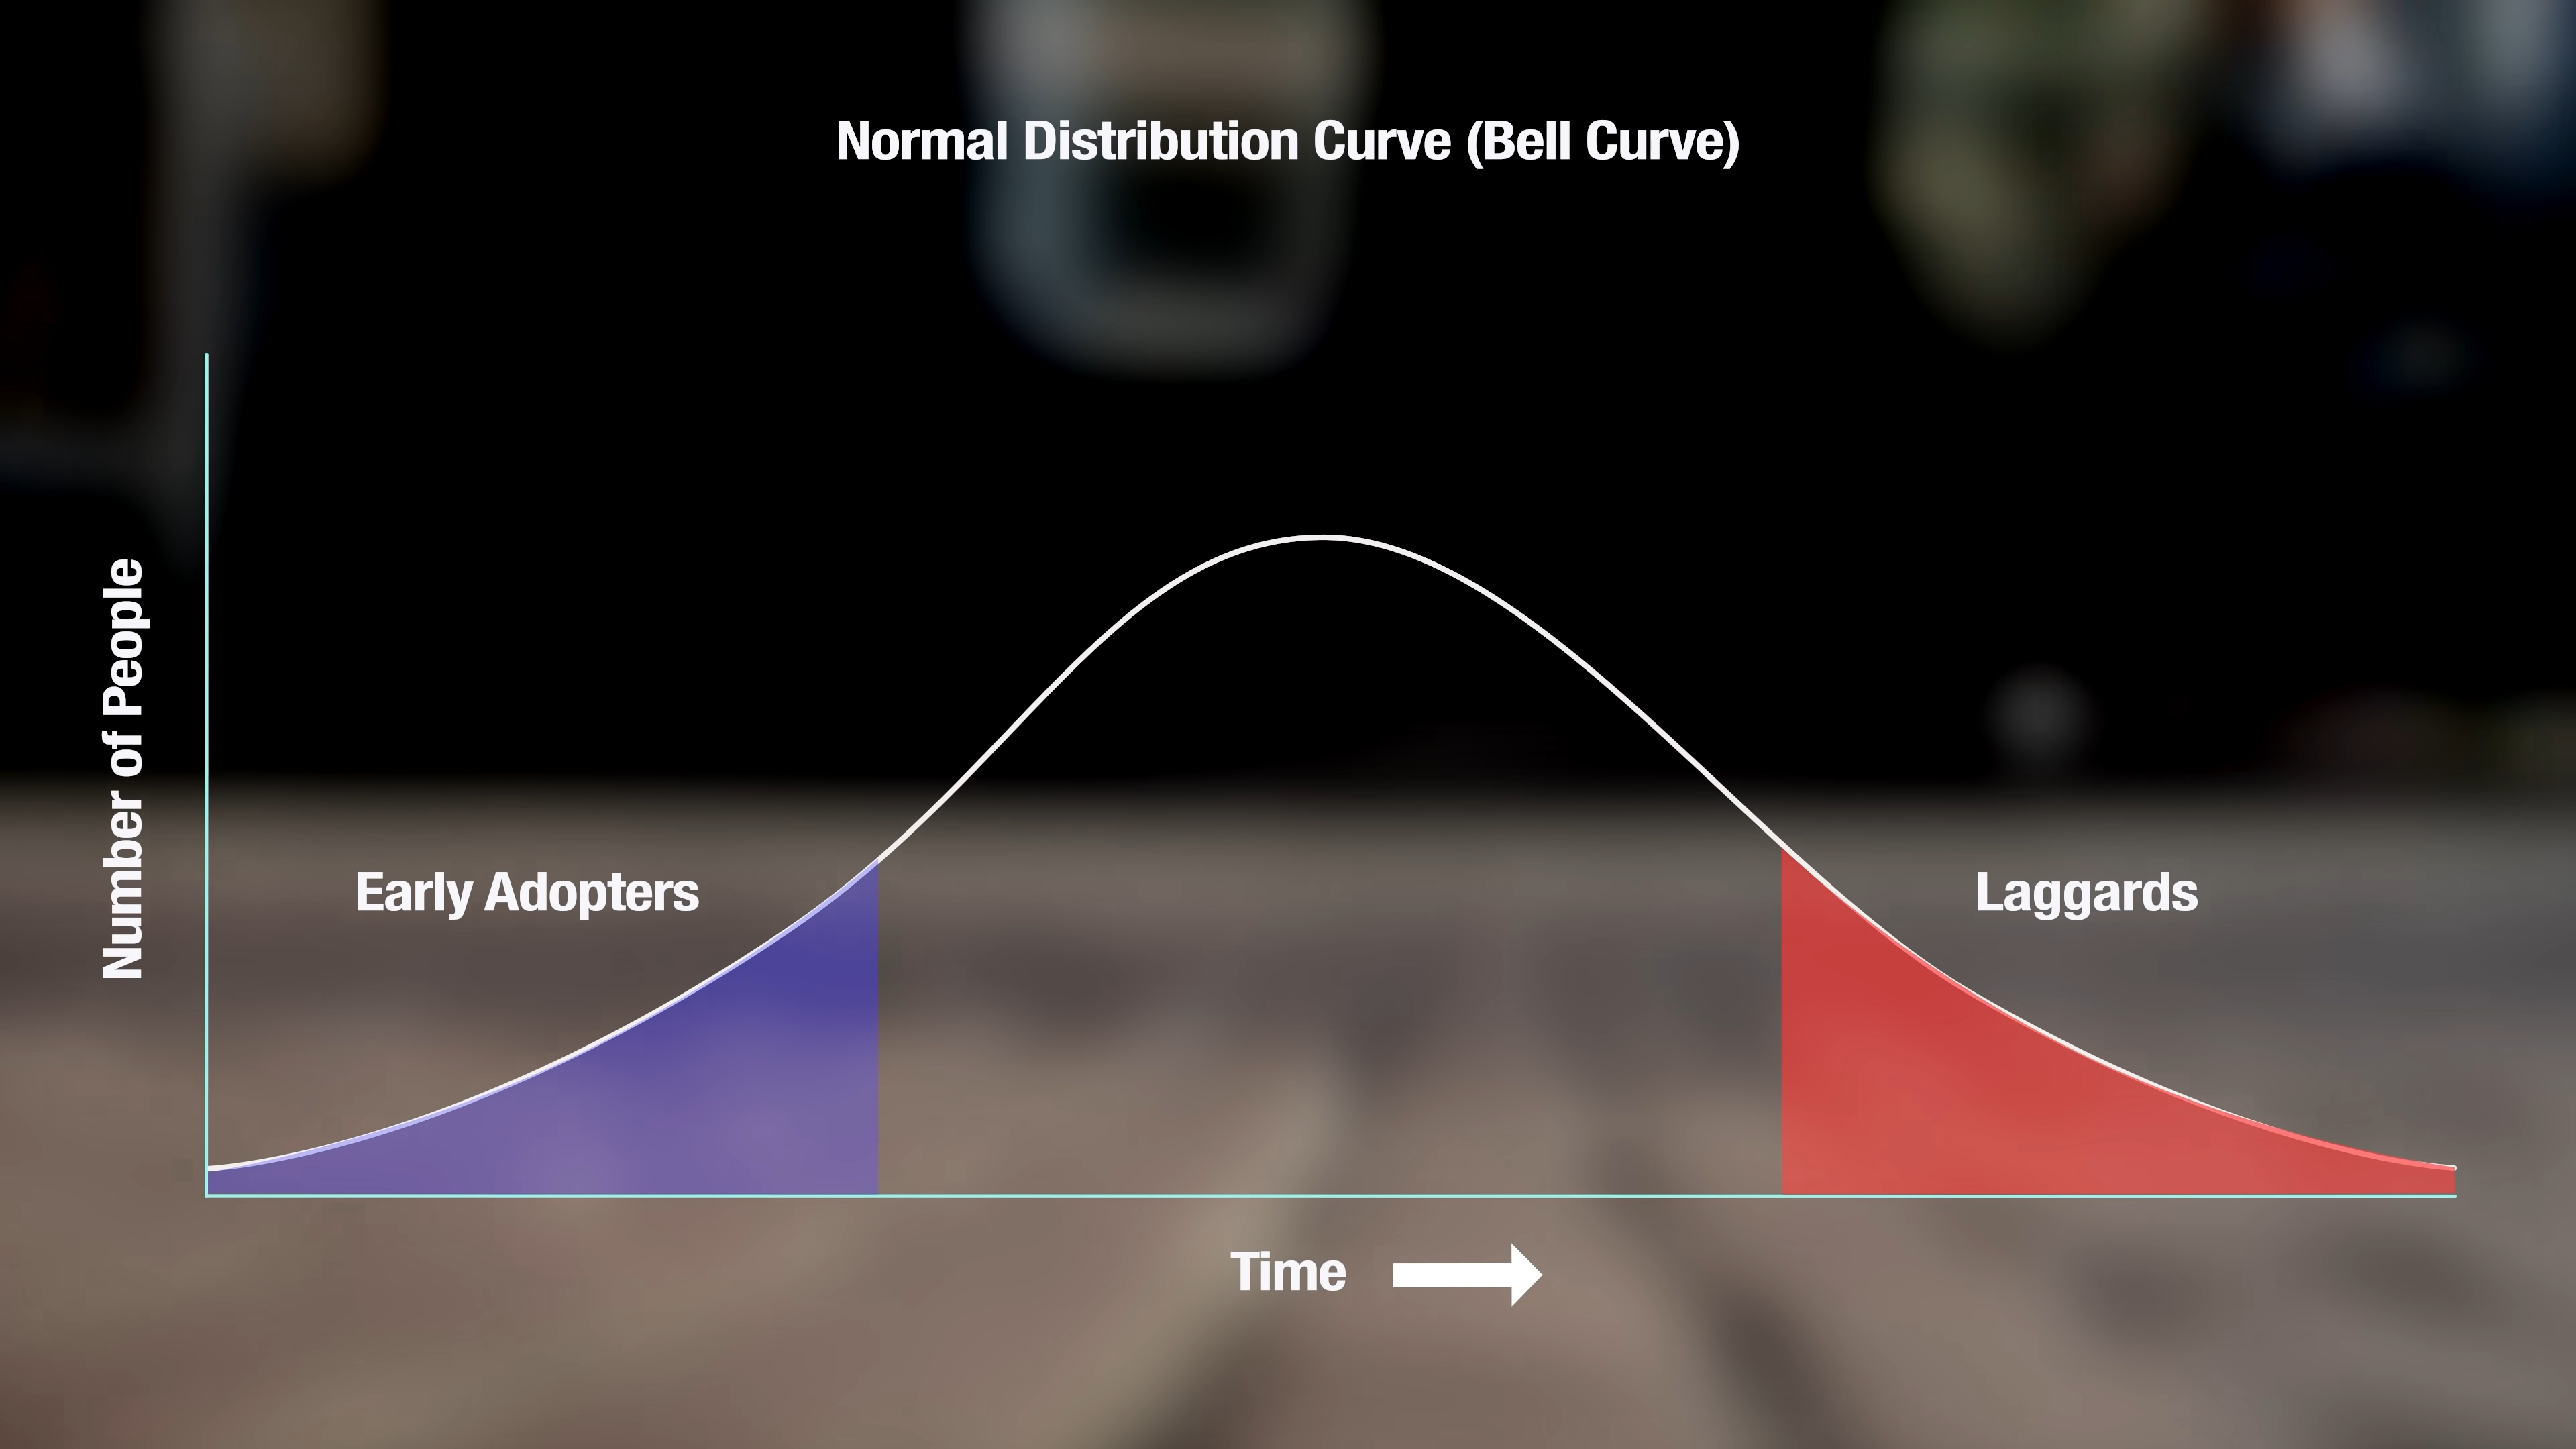 Normal Distribution Curve (Bell Curve)
Number of People
Early Adopters
Laggards
Time